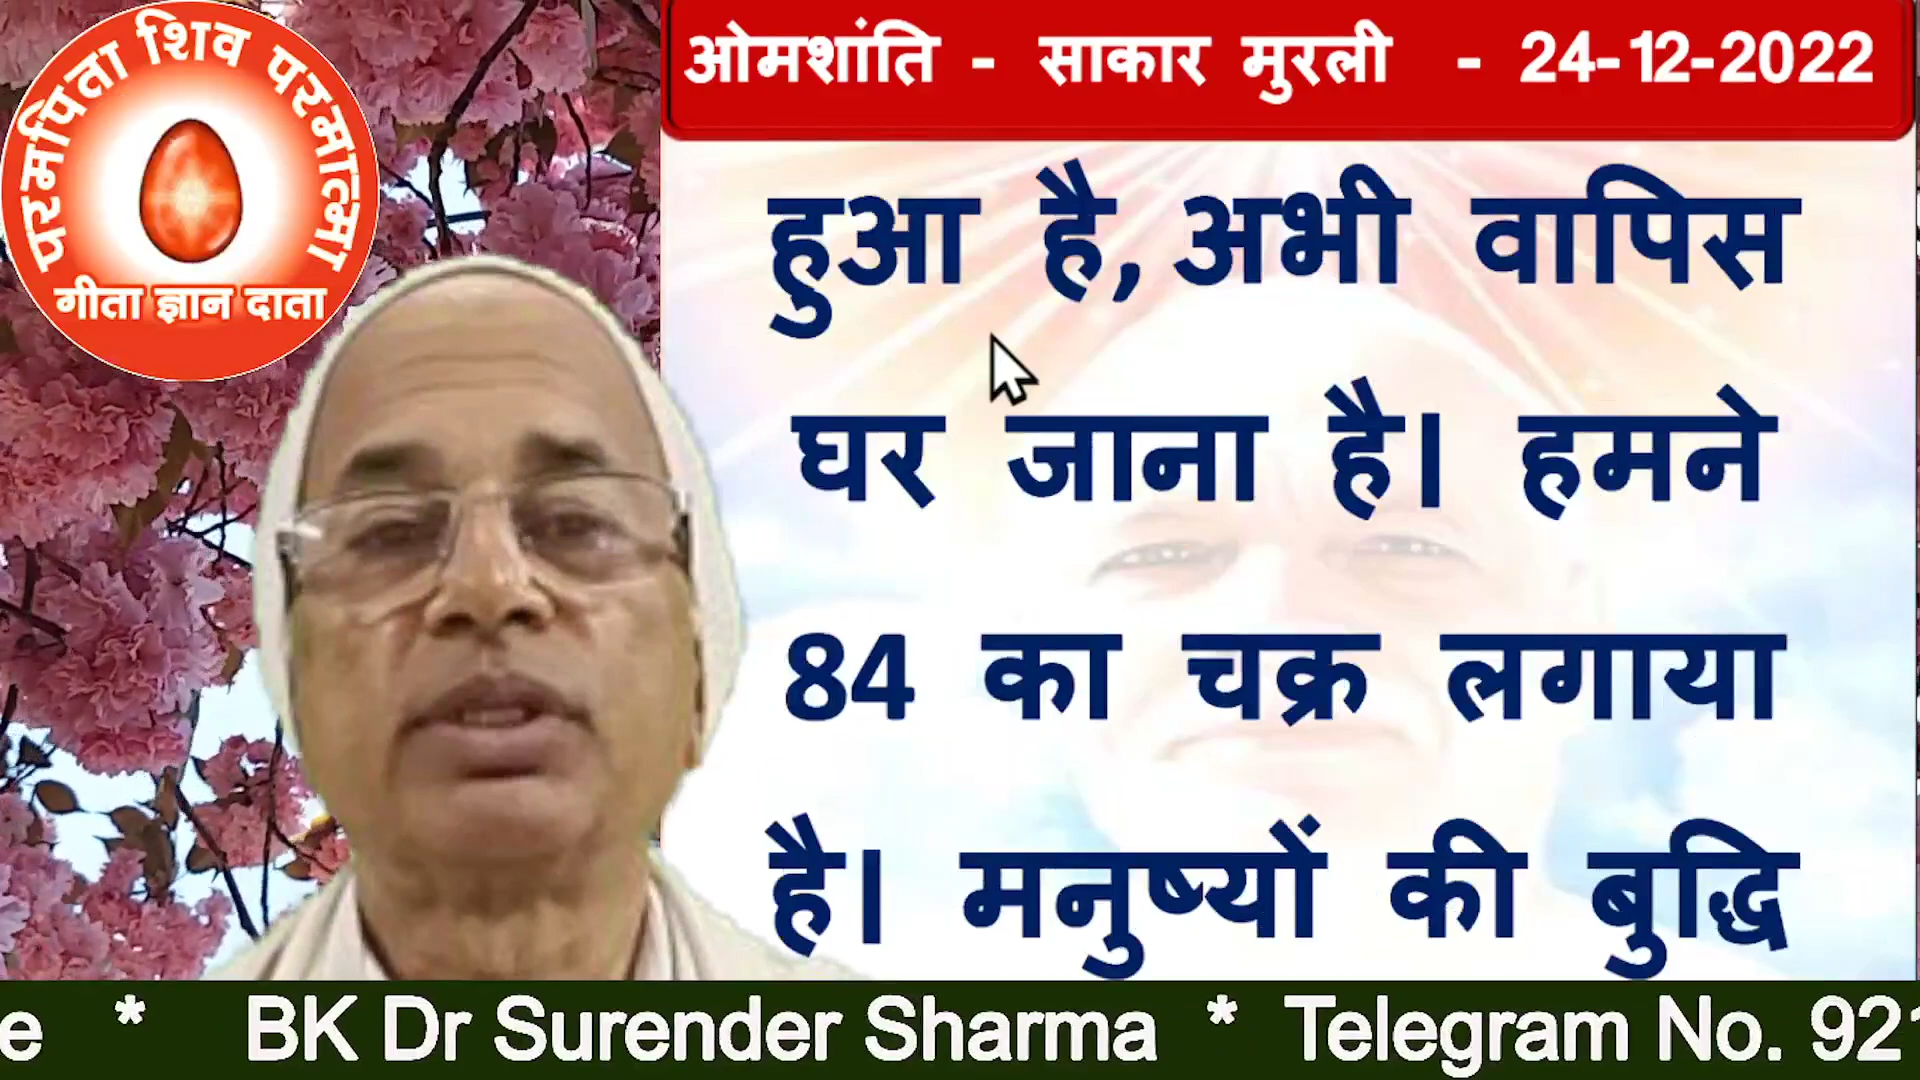 परमपिता शिव परमात्मा
गीता ज्ञान दाता
ओमशांति - साकार मुरली - 24-12-2022
हुआ है, अभी वापिस
घर जाना है। हमने
84 का चक्र लगाया
है। मनुष्यों की बुद्धि
e * BK Dr Surender Sharma * Telegram No. 921